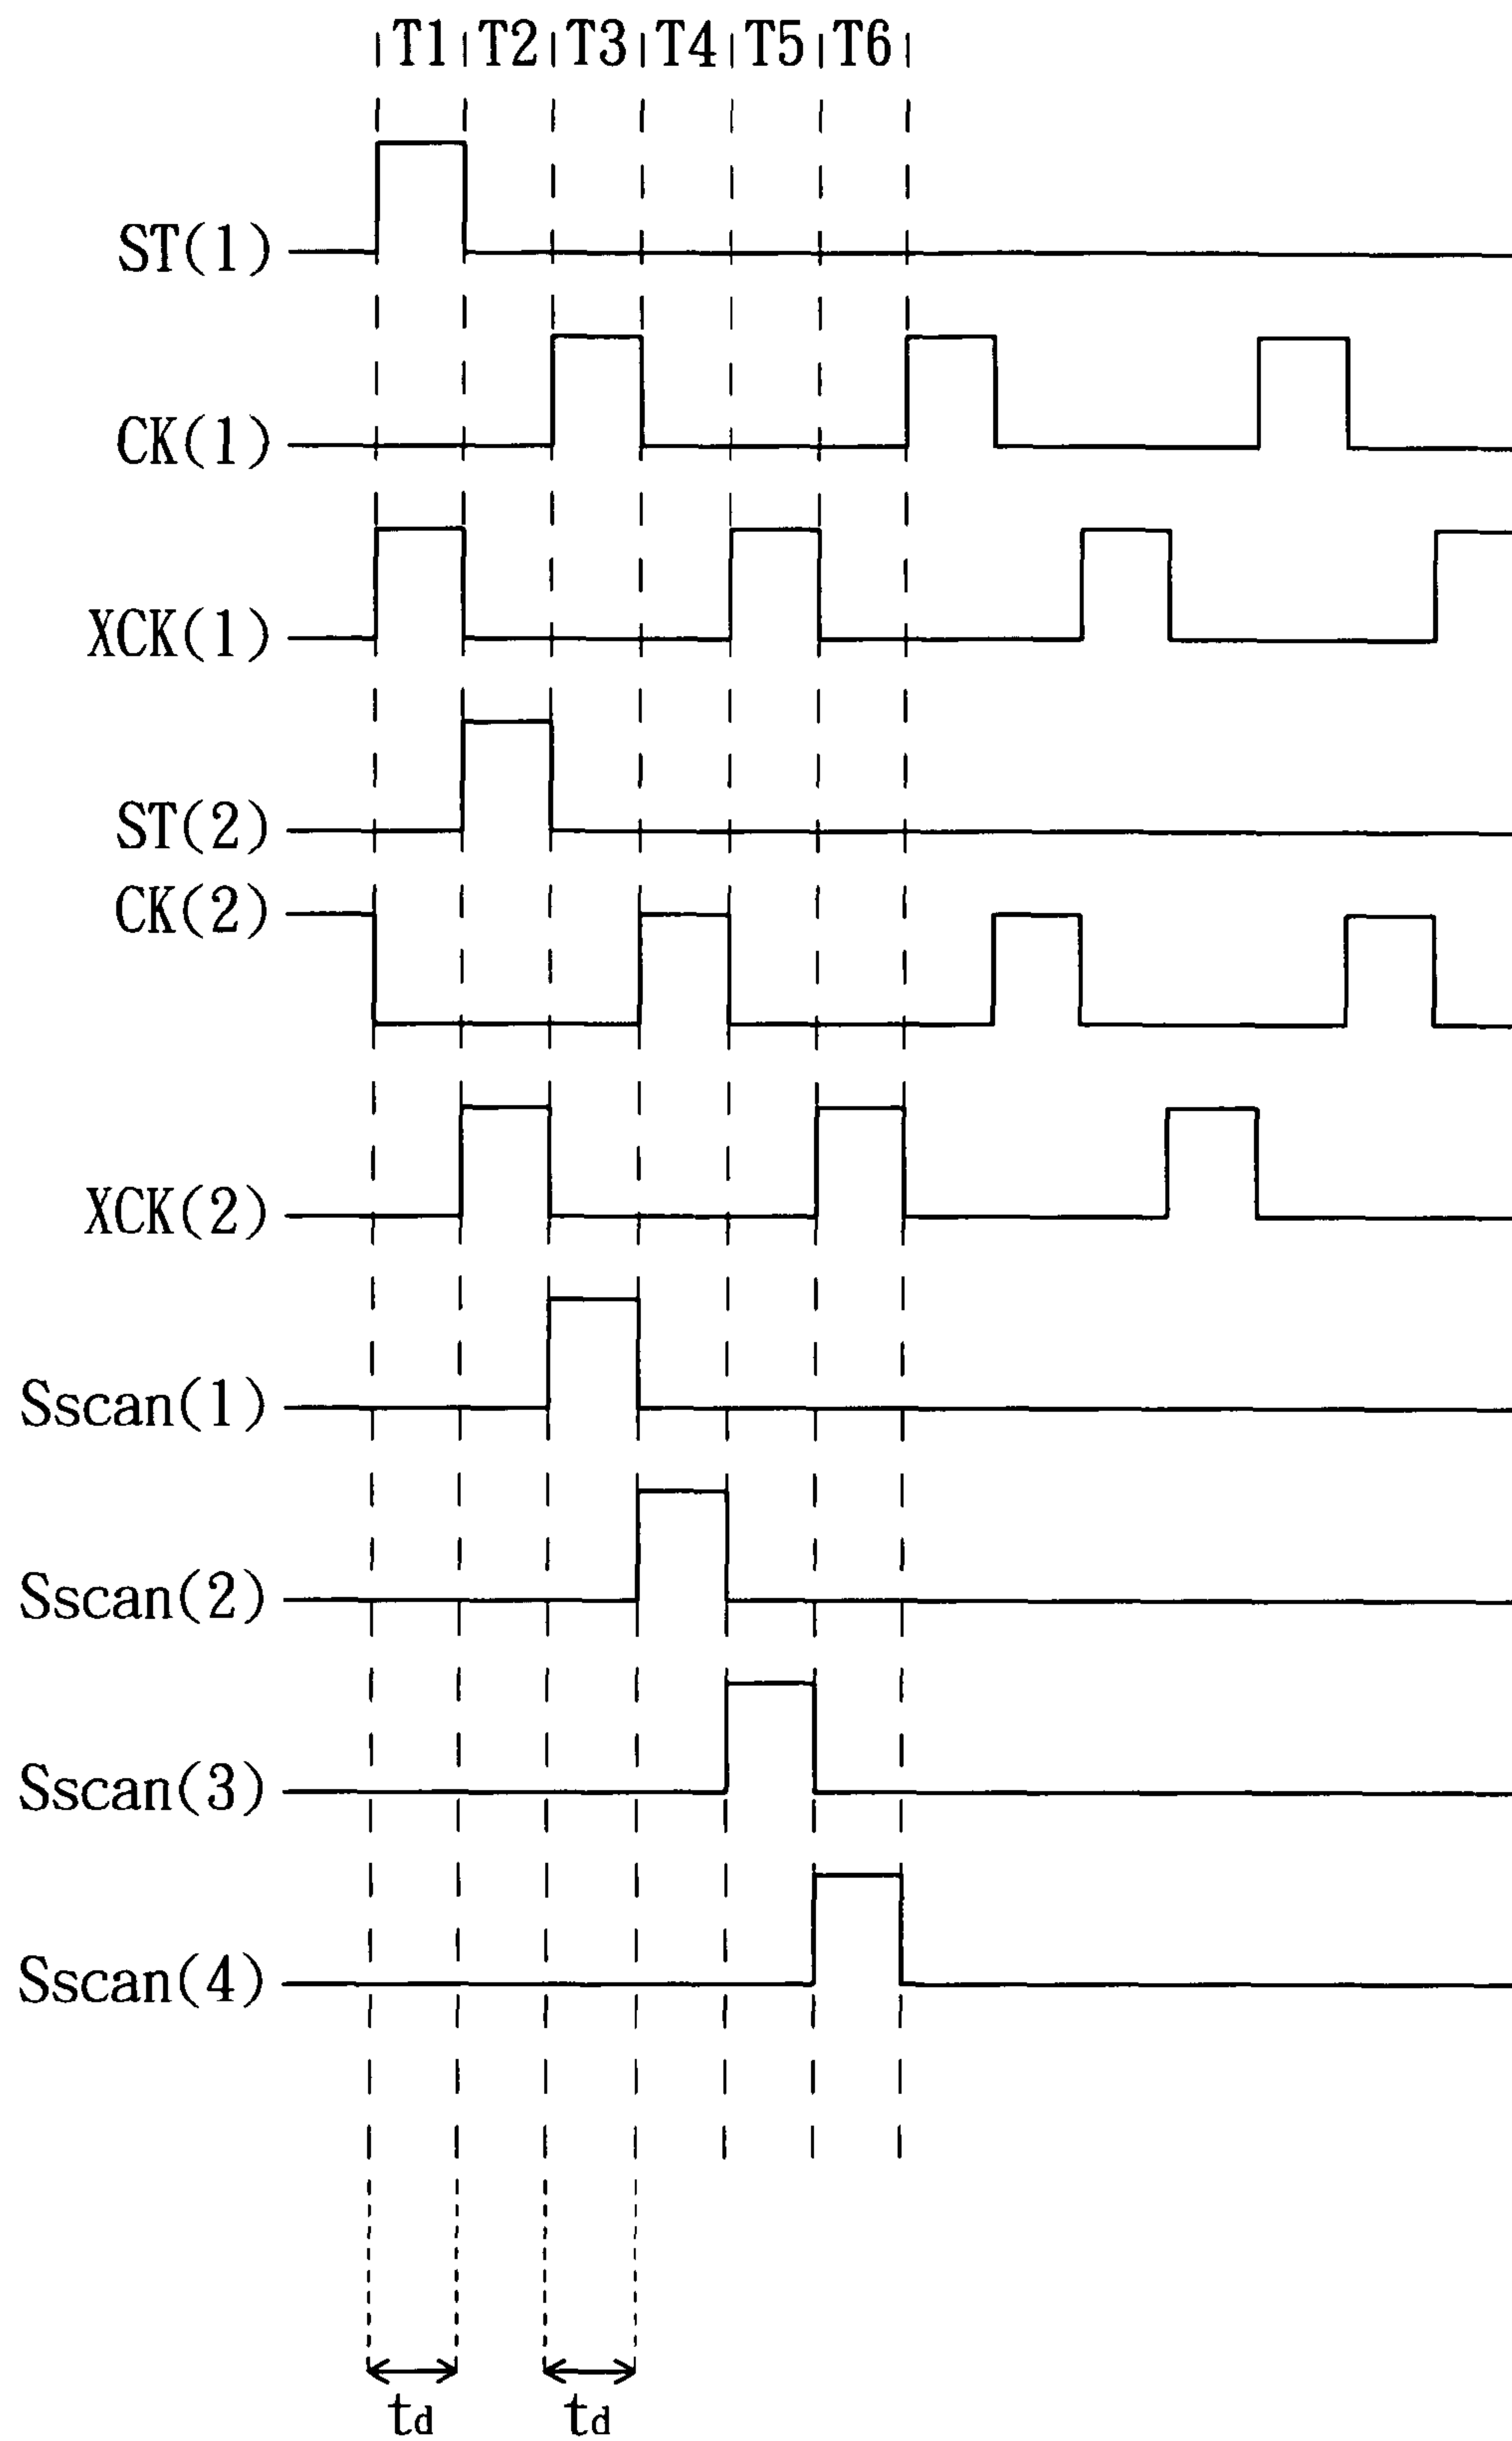 T1 T2 T3 T4 T5 T6
ST(1)
CK(1)
XCK(1)
ST(2)
CK(2)
XCK(2)
Sscan(1)
Sscan(2)
Sscan(3)
Sscan(4)
td td